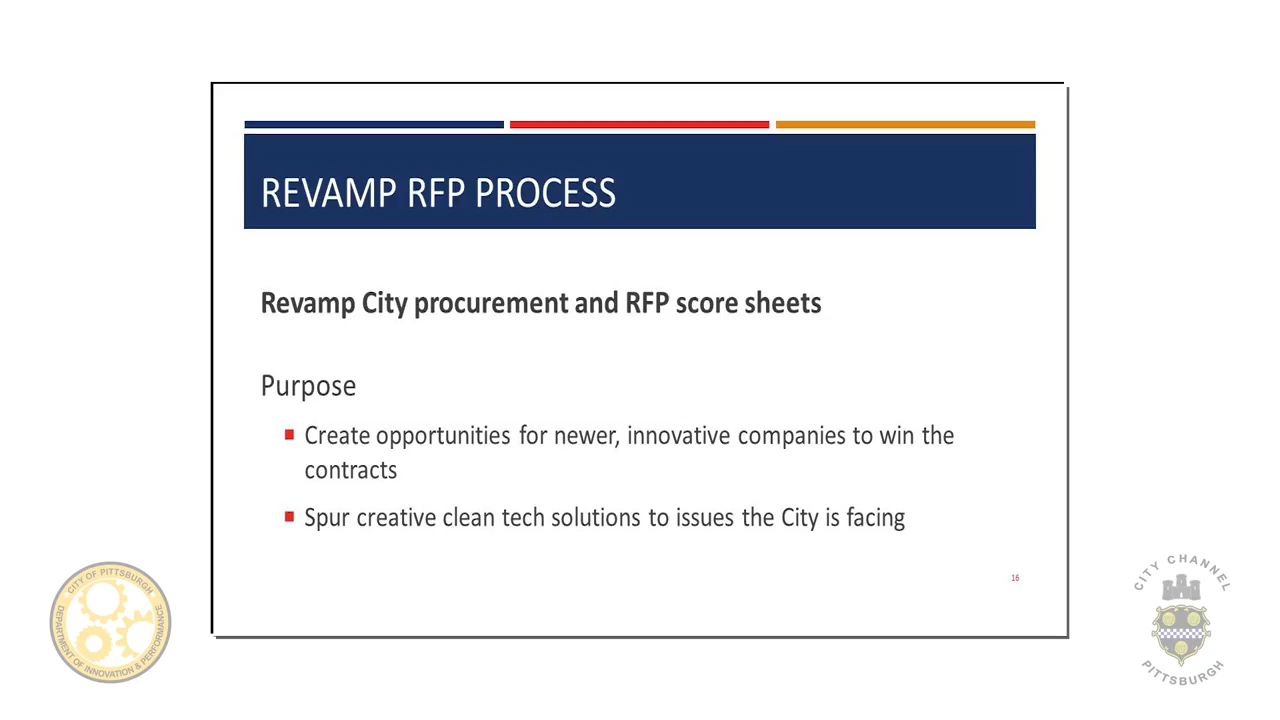 REVAMP RFP PROCESS
Revamp City procurement and RFP score sheets
Purpose
Create opportunities for newer, innovative companies to win the
contracts
Spur creative clean tech solutions to issues the City is facing
16
CITY OF PITTSBURGH
DEPARTMENT OF INNOVATION & PERFORMANCE
CITY CHANNEL
PITTSBURGH